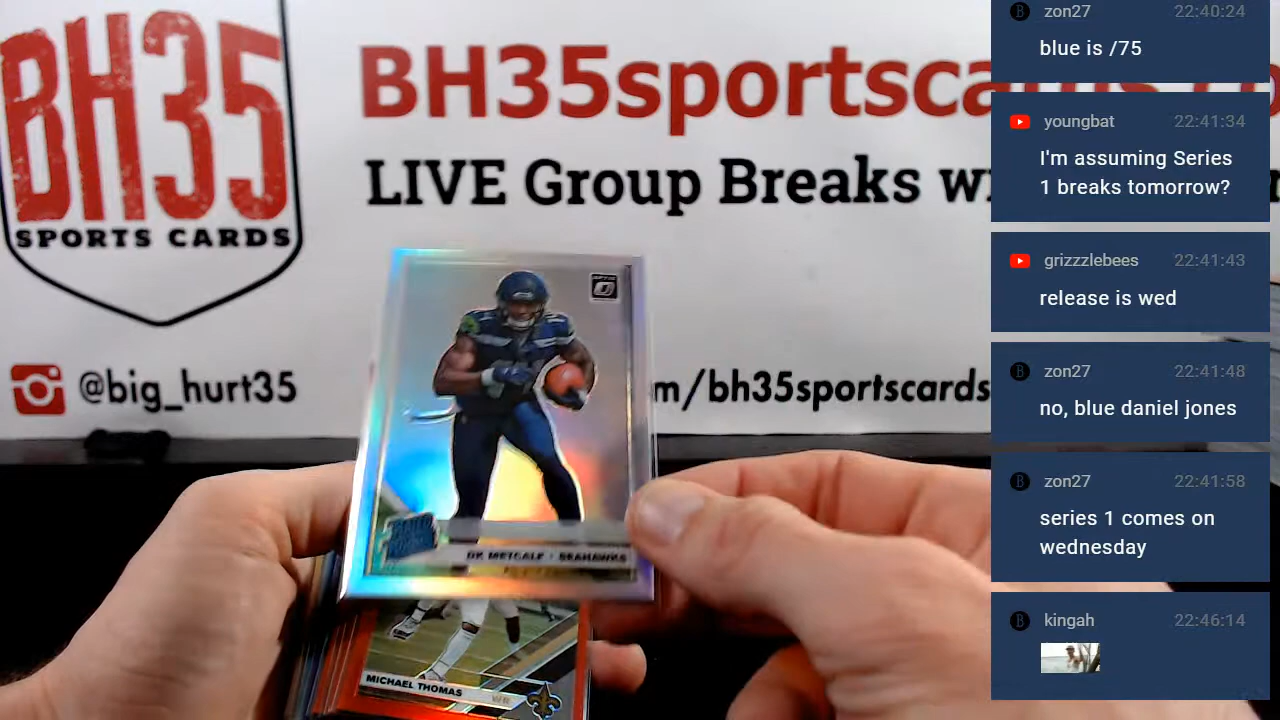 BH35
SPORTS CARDS
BH35sportscards
LIVE Group Breaks
@big_hurt35
m/bh35sportscards
DK METCALF • SEAHAWKS
MICHAEL THOMAS
WR
zon27 22:40:24
blue is /75
youngbat 22:41:34
I'm assuming Series
1 breaks tomorrow?
grizzzlebees 22:41:43
release is wed
zon27 22:41:48
no, blue daniel jones
zon27 22:41:58
series 1 comes on
wednesday
kingah 22:46:14